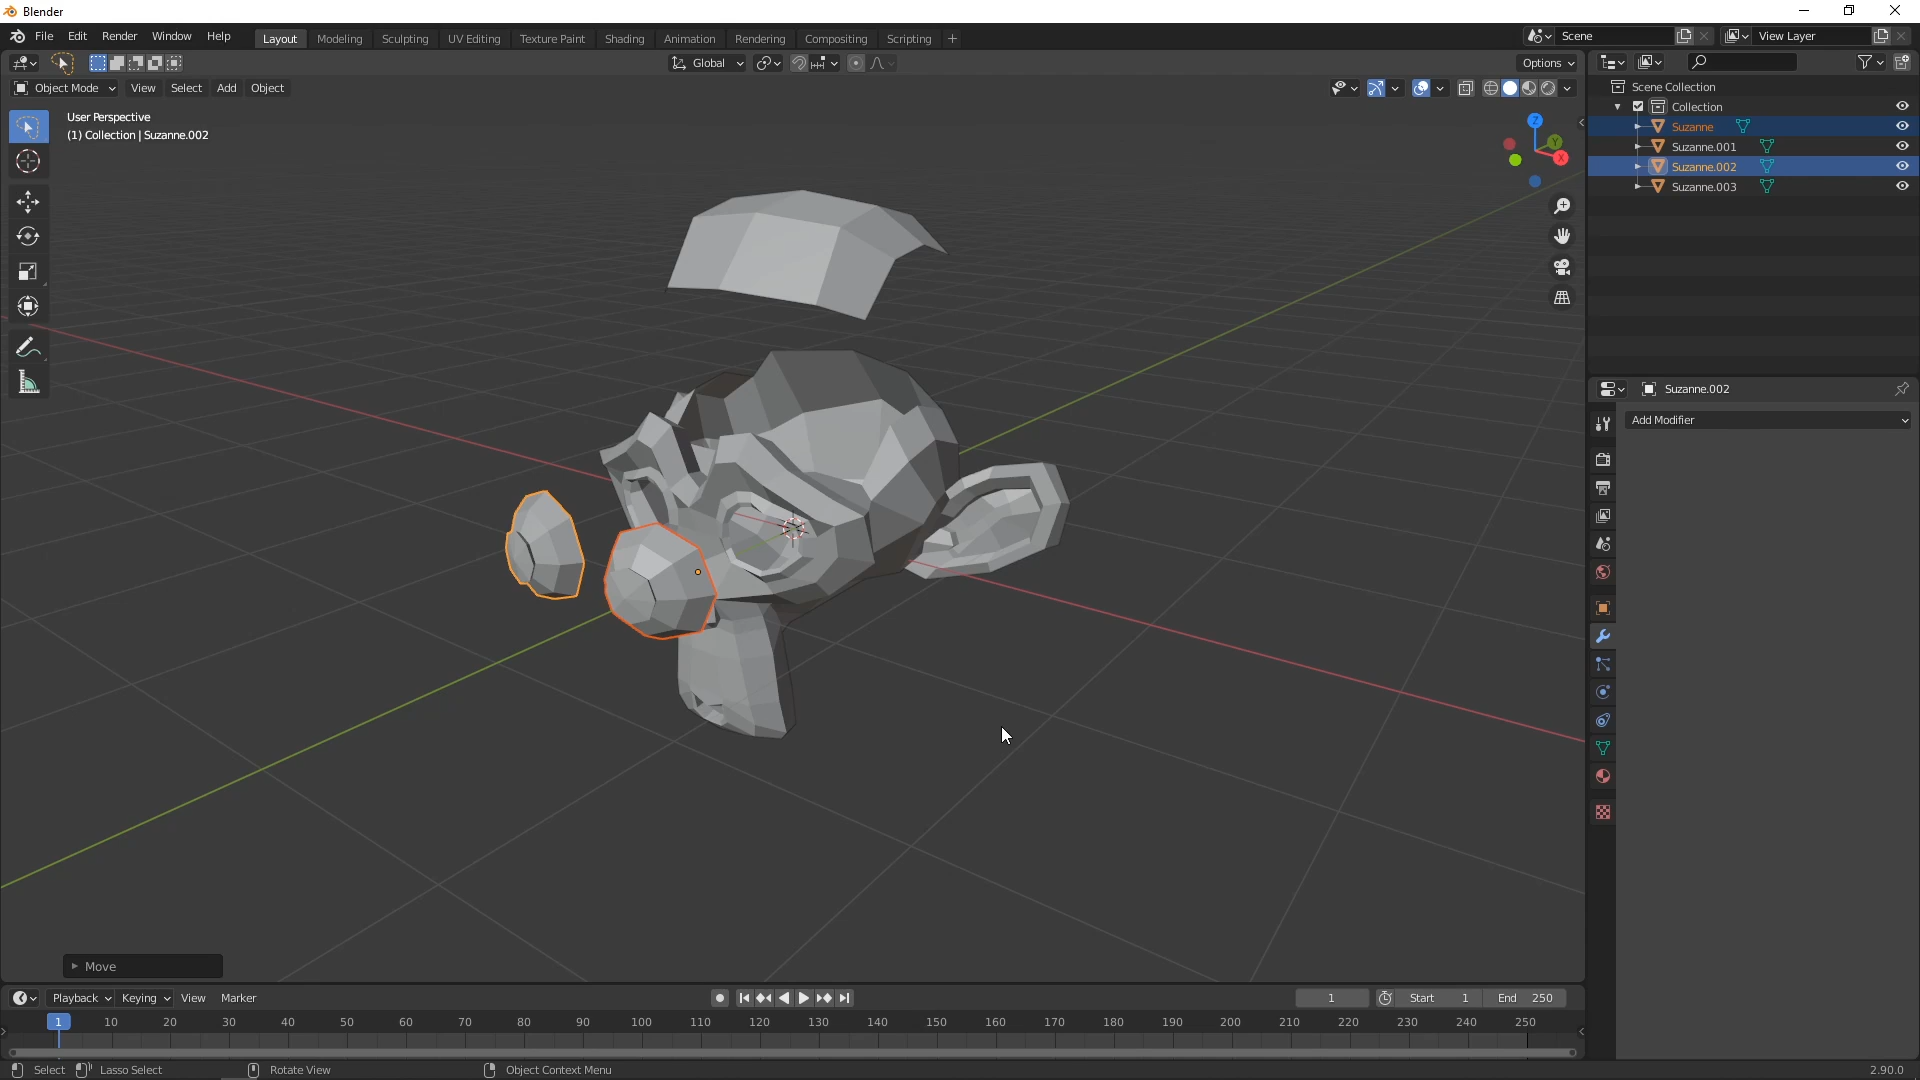 Blender
File Edit Render Window Help Layout Modeling Sculpting UV Editing Texture Paint Shading Animation Rendering Compositing Scripting + Scene View Layer
Global Options
Object Mode View Select Add Object
User Perspective
(1) Collection | Suzanne.002
Z
Y
X
Scene Collection
Collection
Suzanne
Suzanne.001
Suzanne.002
Suzanne.003
Suzanne.002
Add Modifier
Move
Playback Keying View Marker 1 Start 1 End 250
1 10 20 30 40 50 60 70 80 90 100 110 120 130 140 150 160 170 180 190 200 210 220 230 240 250
Select Lasso Select Rotate View Object Context Menu 2.90.0